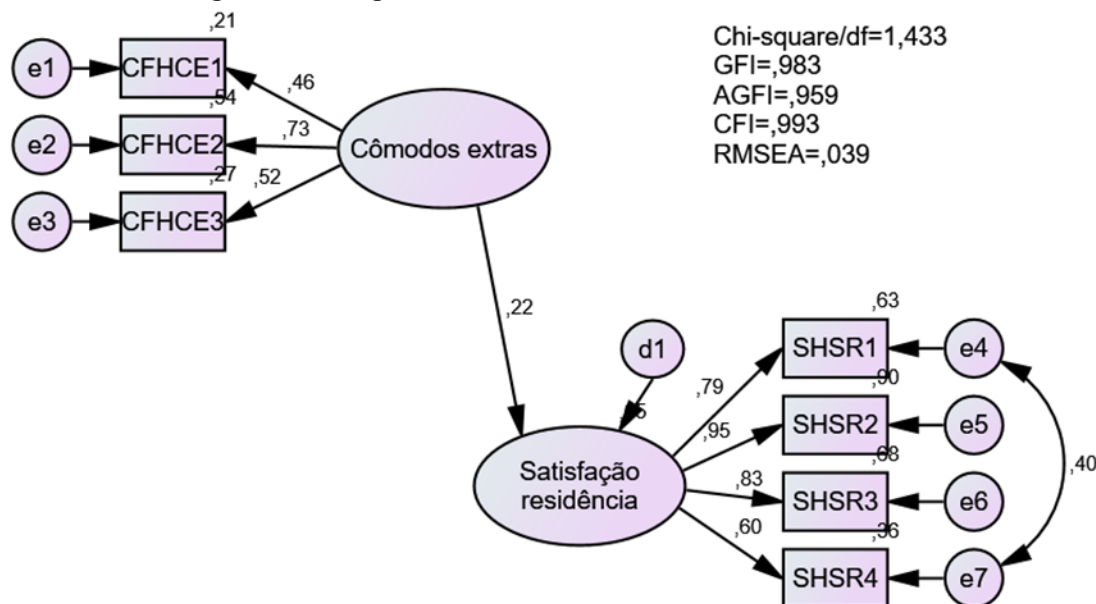 ,21
e1
CFHCE1
,46
,54
e2
CFHCE2
,73
,27
e3
CFHCE3
,52
Cômodos extras
Chi-square/df=1,433
GFI=,983
AGFI=,959
CFI=,993
RMSEA=,039
,22
d1
Satisfação
residência
,63
SHSR1
e4
,79
,90
SHSR2
e5
,95
,68
SHSR3
e6
,83
,36
SHSR4
e7
,60
,40